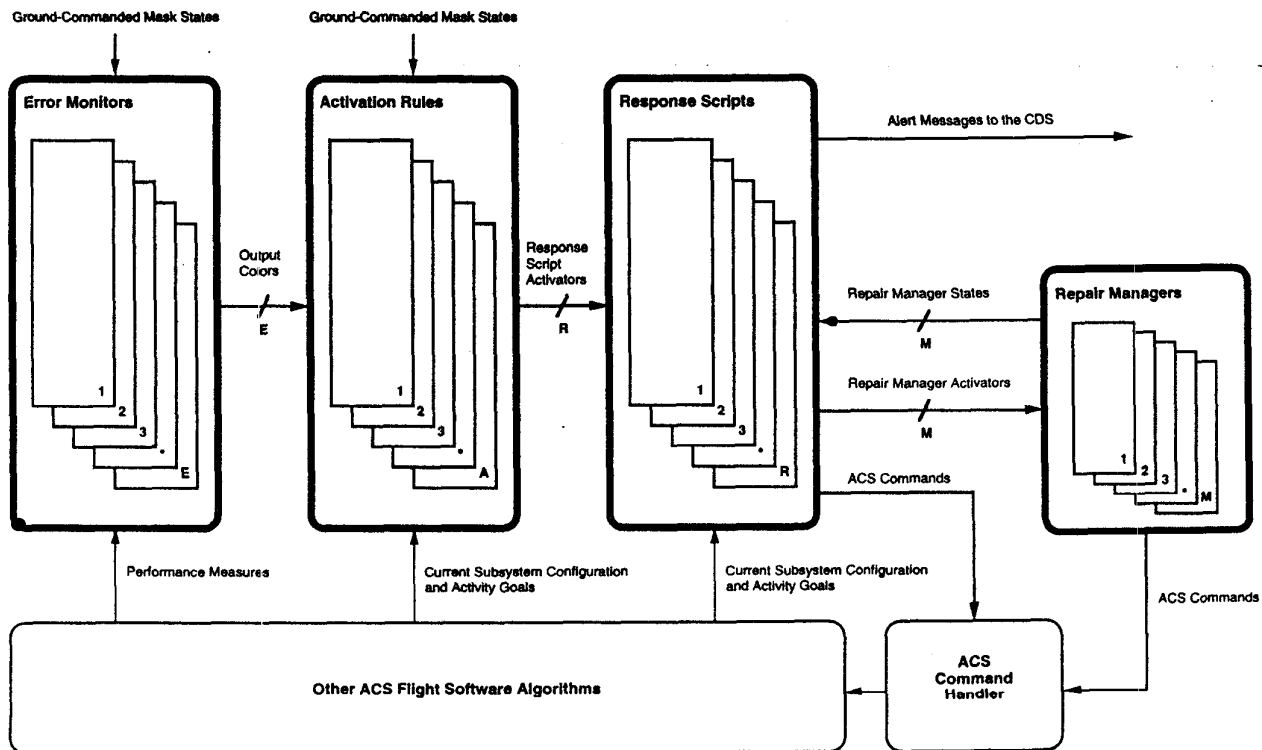 Ground-Commanded Mask States
Ground-Commanded Mask States
Error Monitors
1
2
3
•
E
Output
Colors
E
Activation Rules
1
2
3
•
A
Response
Script
Activators
R
Response Scripts
1
2
3
•
R
Alert Messages to the CDS
Repair Manager States
M
Repair Manager Activators
M
ACS Commands
Repair Managers
1
2
3
•
M
Performance Measures
Current Subsystem Configuration
and Activity Goals
Current Subsystem Configuration
and Activity Goals
ACS Commands
Other ACS Flight Software Algorithms
ACS
Command
Handler